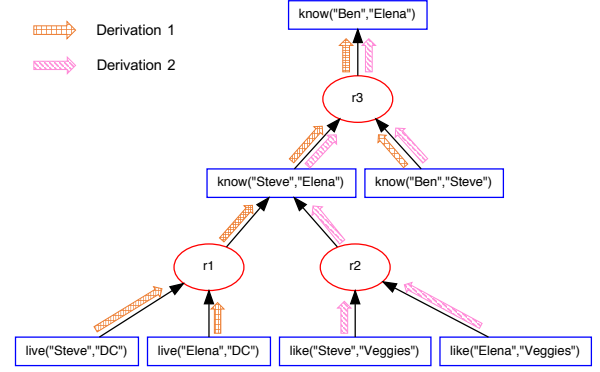 know("Ben","Elena")
Derivation 1
Derivation 2
r3
know("Steve","Elena")
know("Ben","Steve")
r1
r2
live("Steve","DC")
live("Elena","DC")
like("Steve","Veggies")
like("Elena","Veggies")